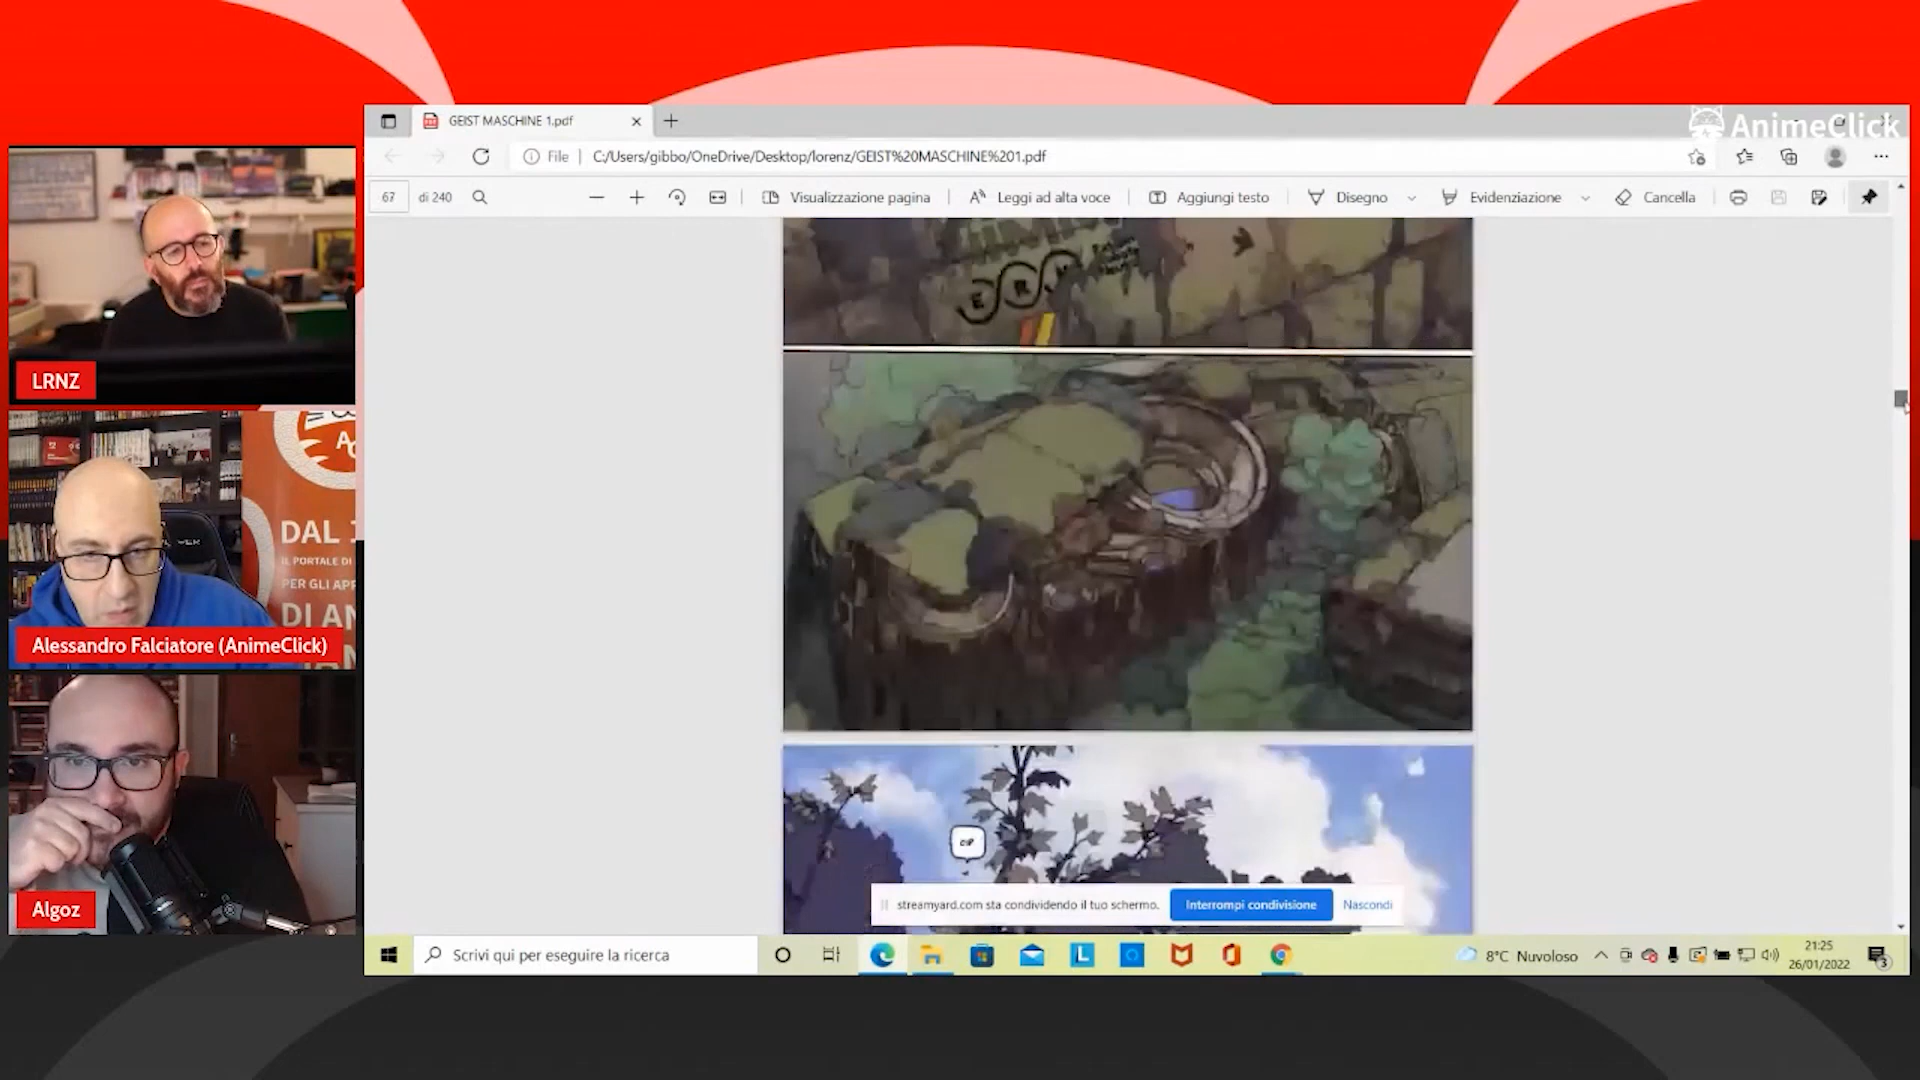 AnimeClick
GEIST MASCHINE 1.pdf
File
C:/Users/gibbo/OneDrive/Desktop/lorenz/GEIST%20MASCHINE%201.pdf
67 di 240
Visualizzazione pagina
Leggi ad alta voce
Aggiungi testo
Disegno
Evidenziazione
Cancella
E R
LRNZ
DAL
IL PORTALE DI
PER GLI APP
DI AN
Alessandro Falciatore (AnimeClick)
Algoz
streamyard.com sta condividendo il tuo schermo.
Interrompi condivisione
Nascondi
Scrivi qui per eseguire la ricerca
L
8°C Nuvoloso
21:25
26/01/2022
3